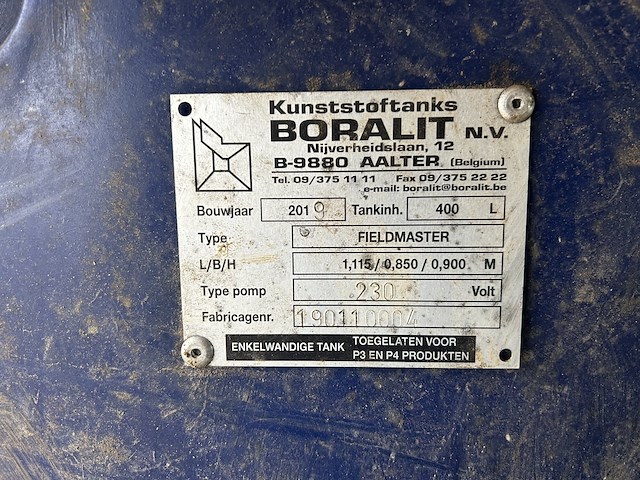 Kunststoftanks
BORALIT N.V.
Nijverheidslaan, 12
B-9880 AALTER (Belgium)
Tel. 09/375 11 11 Fax 09/375 22 22
e-mail: boralit@boralit.be
Bouwjaar 2019 Tankinh. 400 L
Type FIELDMASTER
L/B/H 1,115 / 0,850 / 0,900 M
Type pomp 230 Volt
Fabricagenr. 190110004
ENKELWANDIGE TANK TOEGELATEN VOOR
P3 EN P4 PRODUKTEN